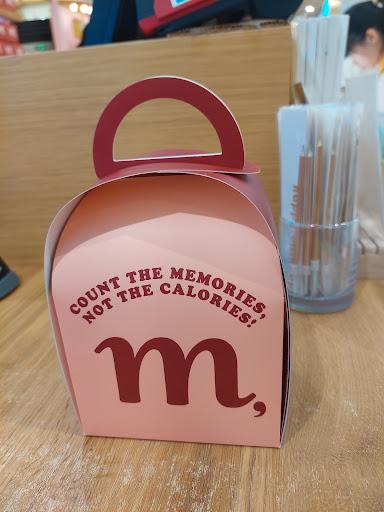 COUNT THE MEMORIES,
NOT THE CALORIES!
m,